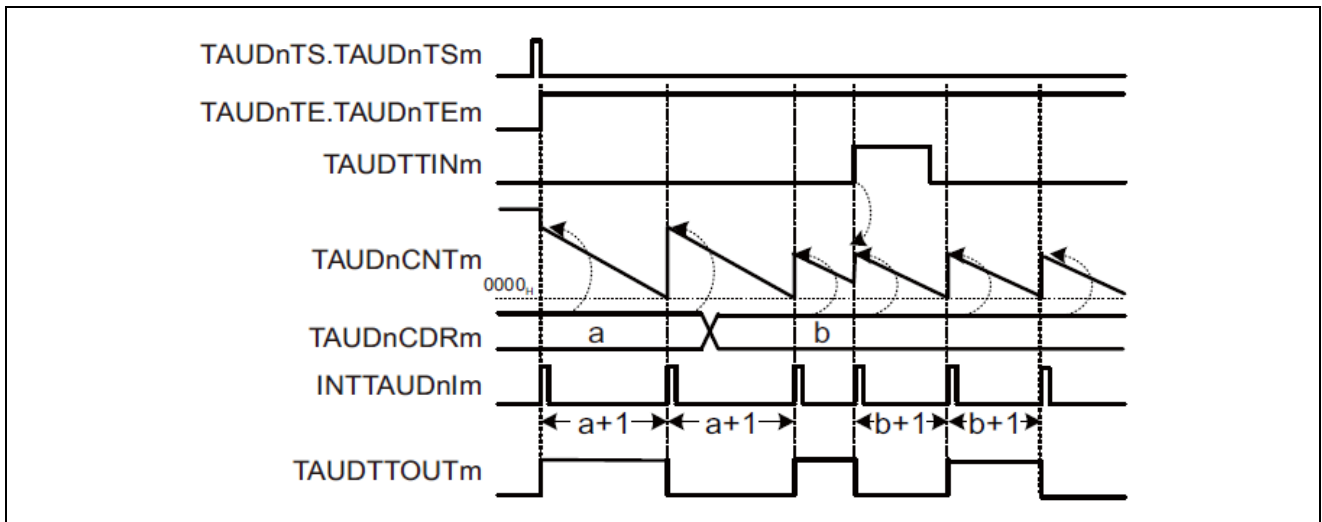 TAUDnTS.TAUDnTSm
TAUDnTE.TAUDnTEm
TAUDTTINm
TAUDnCNTm
0000H
TAUDnCDRm
a
b
INTTAUDnIm
a+1
a+1
b+1
b+1
TAUDTTOUTm